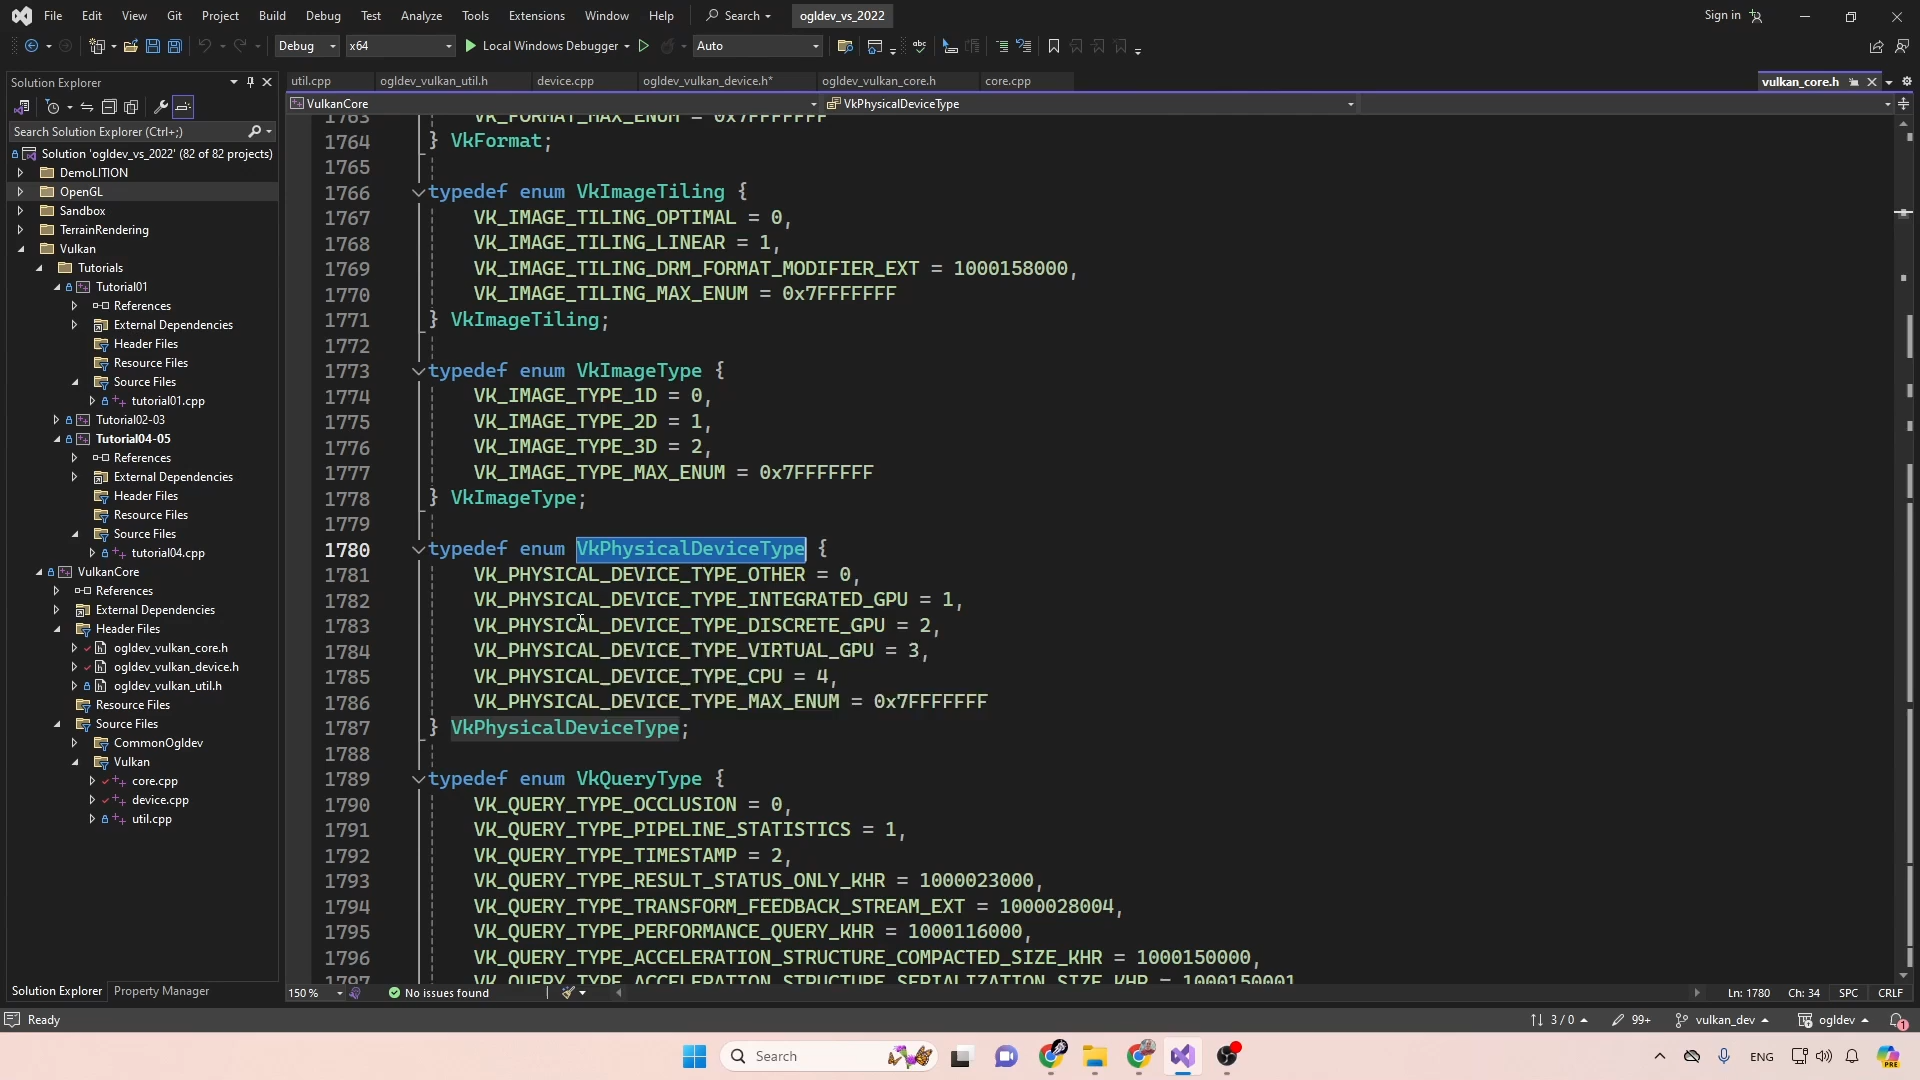 File Edit View Git Project Build Debug Test Analyze Tools Extensions Window Help Search ogldev_vs_2022 Sign in
Debug x64 Local Windows Debugger Auto
Solution Explorer
util.cpp ogldev_vulkan_util.h device.cpp ogldev_vulkan_device.h* ogldev_vulkan_core.h core.cpp vulkan_core.h
VulkanCore VkPhysicalDeviceType
Search Solution Explorer (Ctrl+;)
Solution 'ogldev_vs_2022' (82 of 82 projects)
DemoLITION
OpenGL
Sandbox
TerrainRendering
Vulkan
Tutorials
Tutorial01
References
External Dependencies
Header Files
Resource Files
Source Files
tutorial01.cpp
Tutorial02-03
Tutorial04-05
References
External Dependencies
Header Files
Resource Files
Source Files
tutorial04.cpp
VulkanCore
References
External Dependencies
Header Files
ogldev_vulkan_core.h
ogldev_vulkan_device.h
ogldev_vulkan_util.h
Resource Files
Source Files
CommonOgldev
Vulkan
core.cpp
device.cpp
util.cpp
Solution Explorer Property Manager
1763 VK_FORMAT_MAX_ENUM = 0x7FFFFFFF
1764 } VkFormat;
1765
1766 typedef enum VkImageTiling {
1767 VK_IMAGE_TILING_OPTIMAL = 0,
1768 VK_IMAGE_TILING_LINEAR = 1,
1769 VK_IMAGE_TILING_DRM_FORMAT_MODIFIER_EXT = 1000158000,
1770 VK_IMAGE_TILING_MAX_ENUM = 0x7FFFFFFF
1771 } VkImageTiling;
1772
1773 typedef enum VkImageType {
1774 VK_IMAGE_TYPE_1D = 0,
1775 VK_IMAGE_TYPE_2D = 1,
1776 VK_IMAGE_TYPE_3D = 2,
1777 VK_IMAGE_TYPE_MAX_ENUM = 0x7FFFFFFF
1778 } VkImageType;
1779
1780 typedef enum VkPhysicalDeviceType {
1781 VK_PHYSICAL_DEVICE_TYPE_OTHER = 0,
1782 VK_PHYSICAL_DEVICE_TYPE_INTEGRATED_GPU = 1,
1783 VK_PHYSICAL_DEVICE_TYPE_DISCRETE_GPU = 2,
1784 VK_PHYSICAL_DEVICE_TYPE_VIRTUAL_GPU = 3,
1785 VK_PHYSICAL_DEVICE_TYPE_CPU = 4,
1786 VK_PHYSICAL_DEVICE_TYPE_MAX_ENUM = 0x7FFFFFFF
1787 } VkPhysicalDeviceType;
1788
1789 typedef enum VkQueryType {
1790 VK_QUERY_TYPE_OCCLUSION = 0,
1791 VK_QUERY_TYPE_PIPELINE_STATISTICS = 1,
1792 VK_QUERY_TYPE_TIMESTAMP = 2,
1793 VK_QUERY_TYPE_RESULT_STATUS_ONLY_KHR = 1000023000,
1794 VK_QUERY_TYPE_TRANSFORM_FEEDBACK_STREAM_EXT = 1000028004,
1795 VK_QUERY_TYPE_PERFORMANCE_QUERY_KHR = 1000116000,
1796 VK_QUERY_TYPE_ACCELERATION_STRUCTURE_COMPACTED_SIZE_KHR = 1000150000,
1797 VK_QUERY_TYPE_ACCELERATION_STRUCTURE_SERIALIZATION_SIZE_KHR = 1000150001
150 % No issues found Ln: 1780 Ch: 34 SPC CRLF
Ready 3 / 0 99+ vulkan_dev ogldev 1
Search ENG